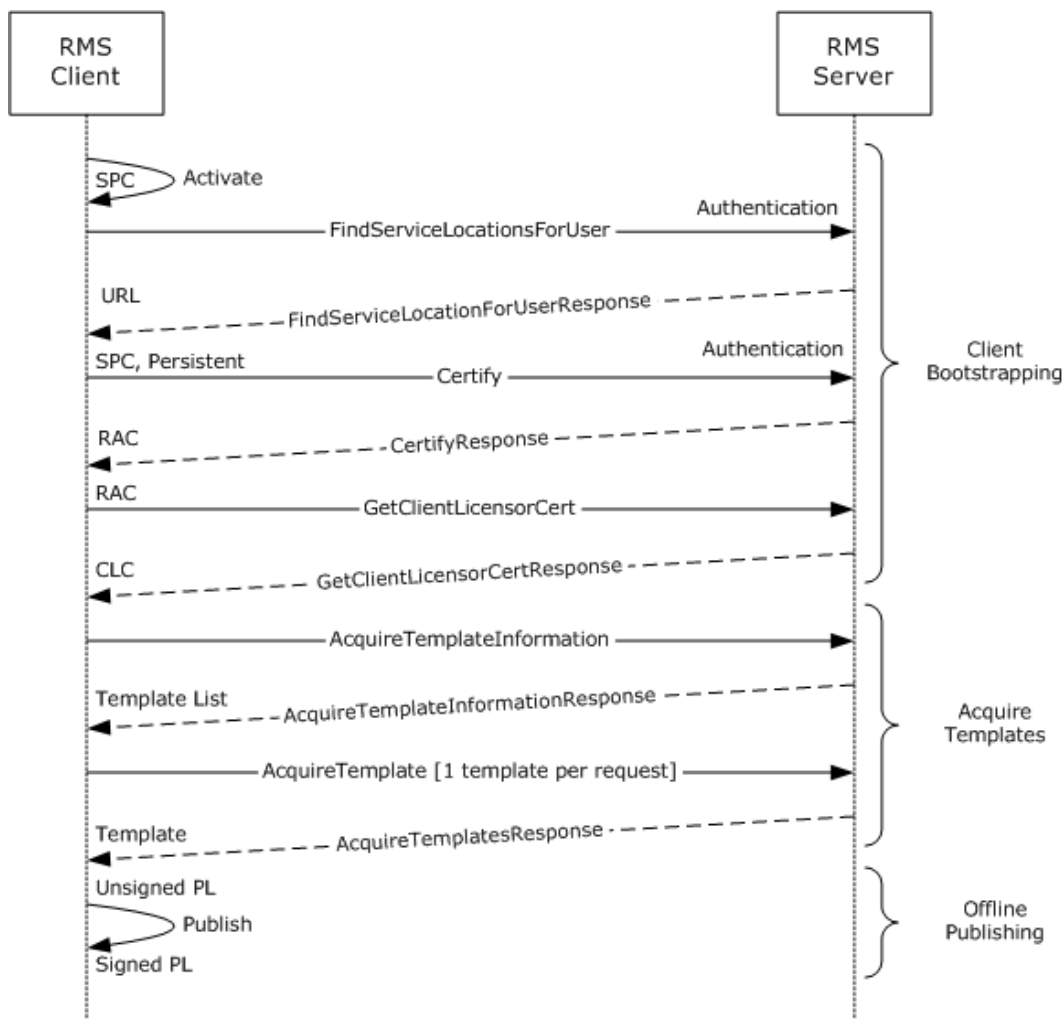 RMS
Client
RMS
Server
SPC
Activate
Authentication
FindServiceLocationsForUser
URL
FindServiceLocationForUserResponse
SPC, Persistent
Authentication
Certify
Client
Bootstrapping
RAC
CertifyResponse
RAC
GetClientLicensorCert
CLC
GetClientLicensorCertResponse
AcquireTemplateInformation
Template List
AcquireTemplateInformationResponse
Acquire
Templates
AcquireTemplate [1 template per request]
Template
AcquireTemplatesResponse
Unsigned PL
Publish
Offline
Publishing
Signed PL